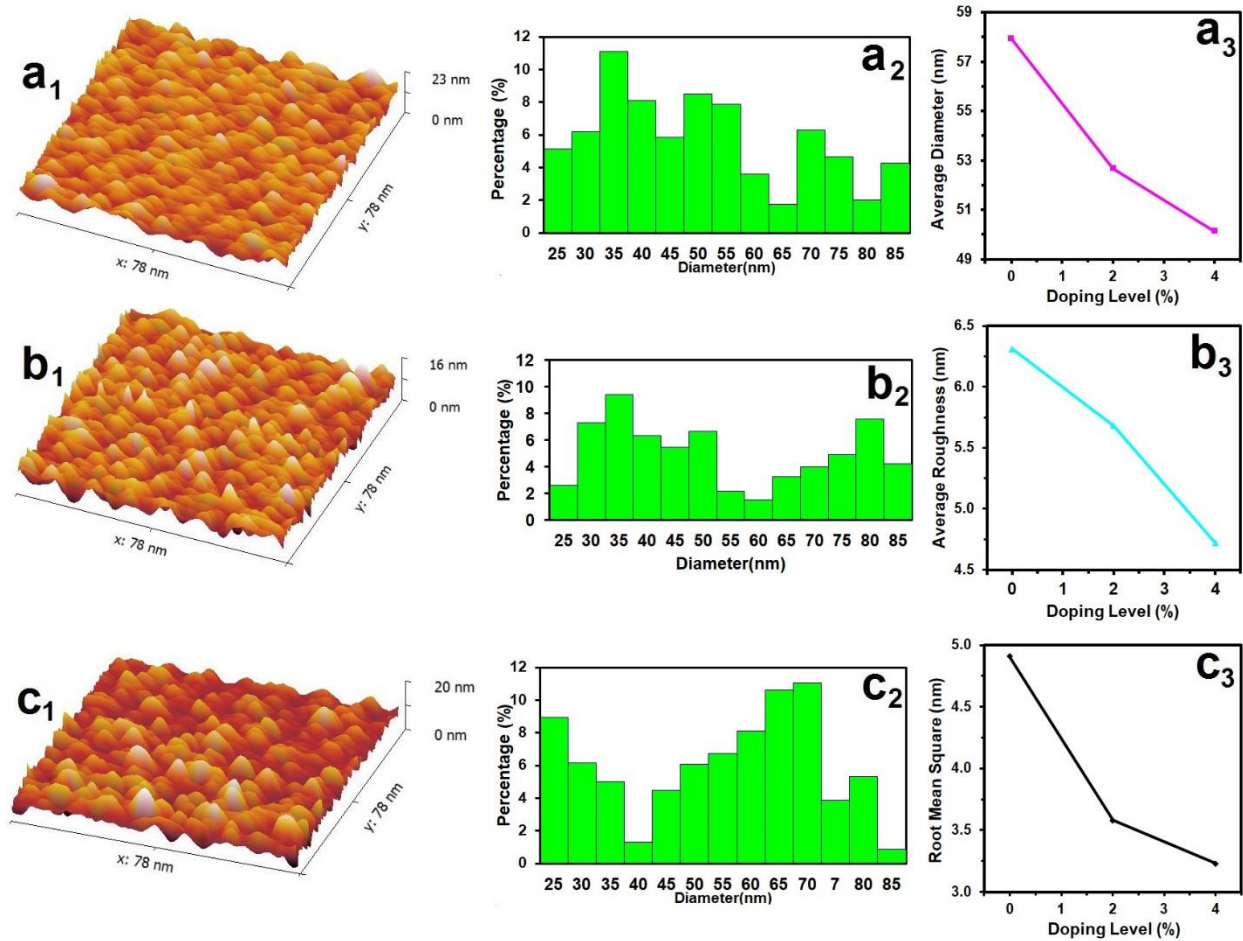 a1
23 nm
0 nm
y: 78 nm
x: 78 nm
a2
Percentage (%)
12
10
8
6
4
2
0
25 30 35 40 45 50 55 60 65 70 75 80 85
Diameter(nm)
a3
Average Diameter (nm)
59
57
55
53
51
49
0 1 2 3 4
Doping Level (%)
b1
16 nm
0 nm
y: 78 nm
x: 78 nm
b2
Percentage (%)
12
10
8
6
4
2
0
25 30 35 40 45 50 55 60 65 70 75 80 85
Diameter(nm)
b3
Average Roughness (nm)
6.5
6.0
5.5
5.0
4.5
0 1 2 3 4
Doping Level (%)
c1
20 nm
0 nm
y: 78 nm
x: 78 nm
c2
Percentage (%)
12
10
8
6
4
2
0
25 30 35 40 45 50 55 60 65 70 7 80 85
Diameter(nm)
c3
Root Mean Square (nm)
5.0
4.5
4.0
3.5
3.0
0 1 2 3 4
Doping Level (%)